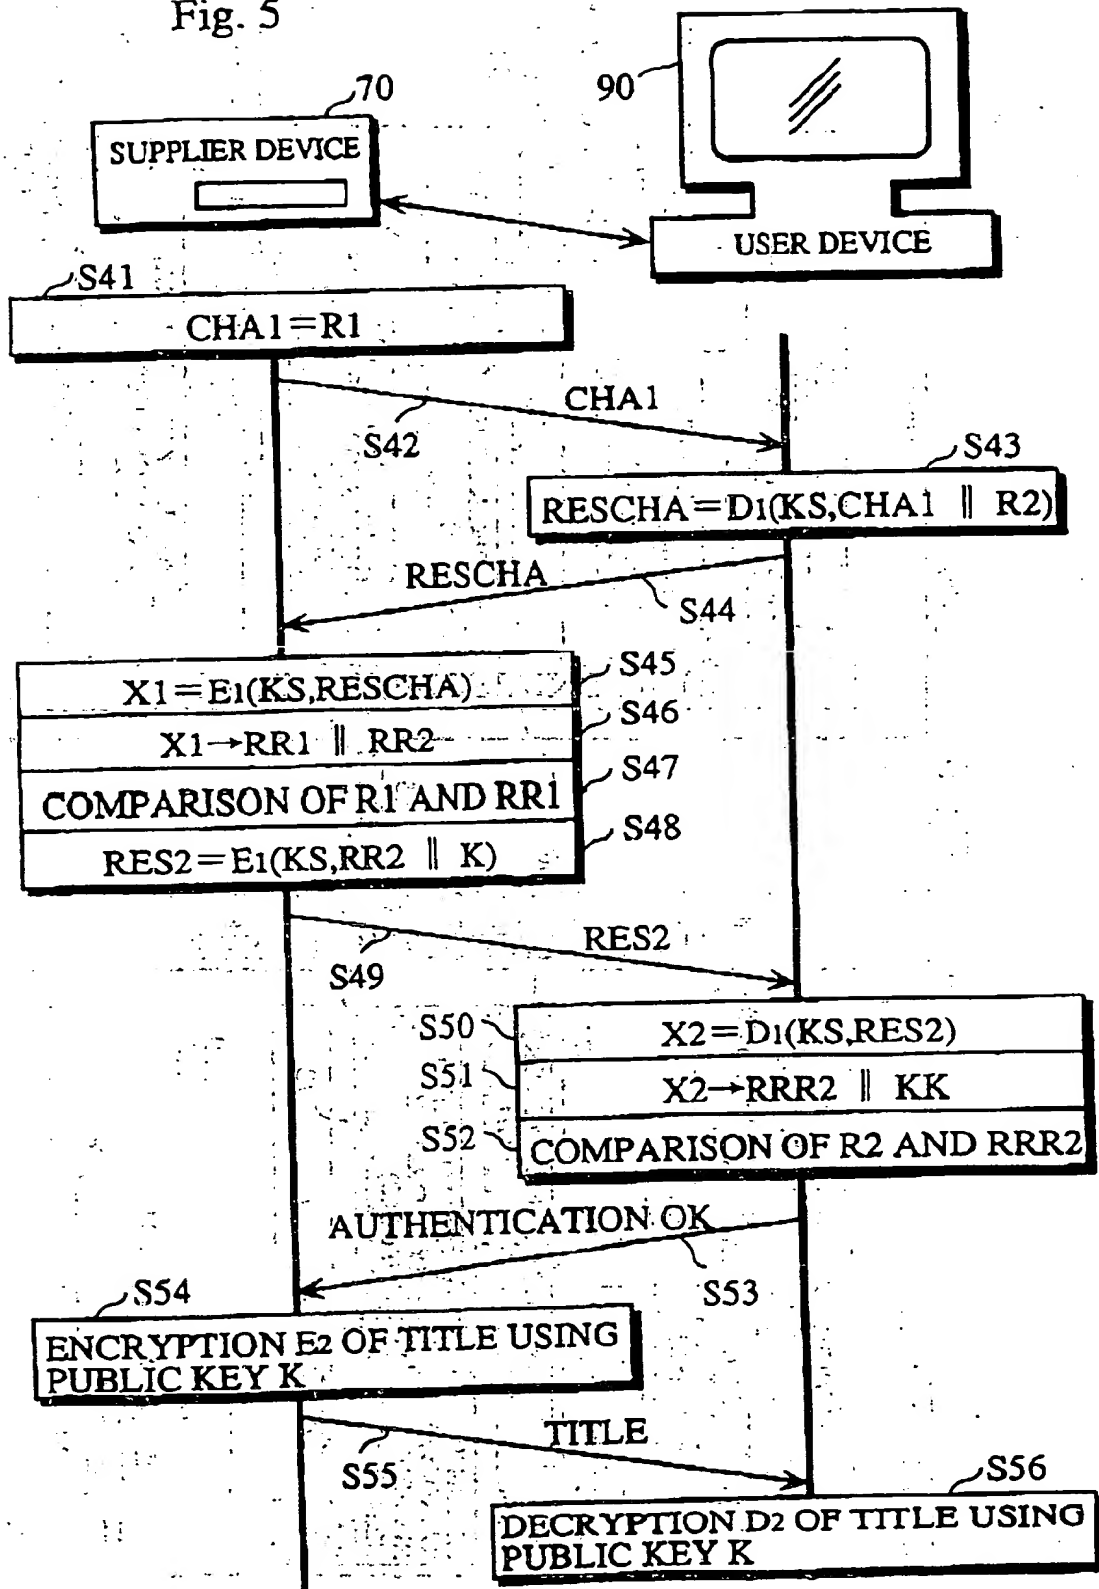 Fig. 5
70
90
SUPPLIER DEVICE
USER DEVICE
S41
CHA1=R1
CHA1
S42
S43
RESCHA=D1(KS,CHA1 ∥ R2)
RESCHA
S44
X1=E1(KS,RESCHA)
S45
X1→RR1 ∥ RR2
S46
COMPARISON OF R1 AND RR1
S47
RES2=E1(KS,RR2 ∥ K)
S48
RES2
S49
S50
X2=D1(KS,RES2)
S51
X2→RRR2 ∥ KK
S52
COMPARISON OF R2 AND RRR2
AUTHENTICATION OK
S53
S54
ENCRYPTION E2 OF TITLE USING
PUBLIC KEY K
TITLE
S55
S56
DECRYPTION D2 OF TITLE USING
PUBLIC KEY K